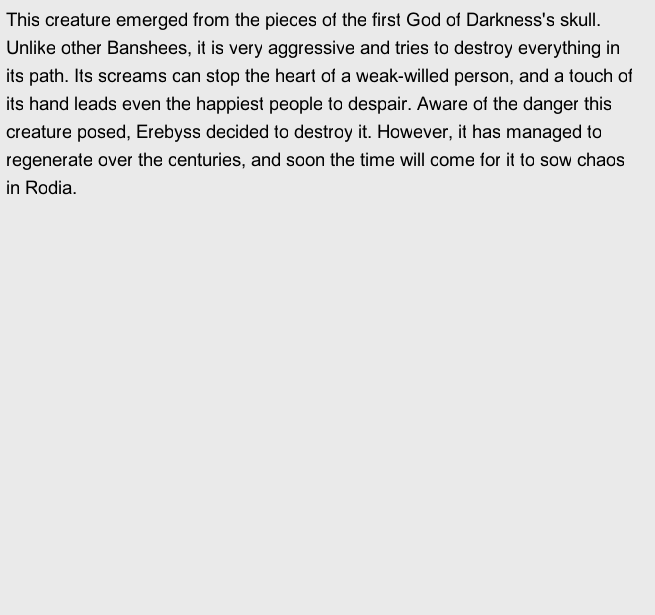 This creature emerged from the pieces of the first God of Darkness's skull.
Unlike other Banshees, it is very aggressive and tries to destroy everything in
its path. Its screams can stop the heart of a weak-willed person, and a touch of
its hand leads even the happiest people to despair. Aware of the danger this
creature posed, Erebyss decided to destroy it. However, it has managed to
regenerate over the centuries, and soon the time will come for it to sow chaos
in Rodia.